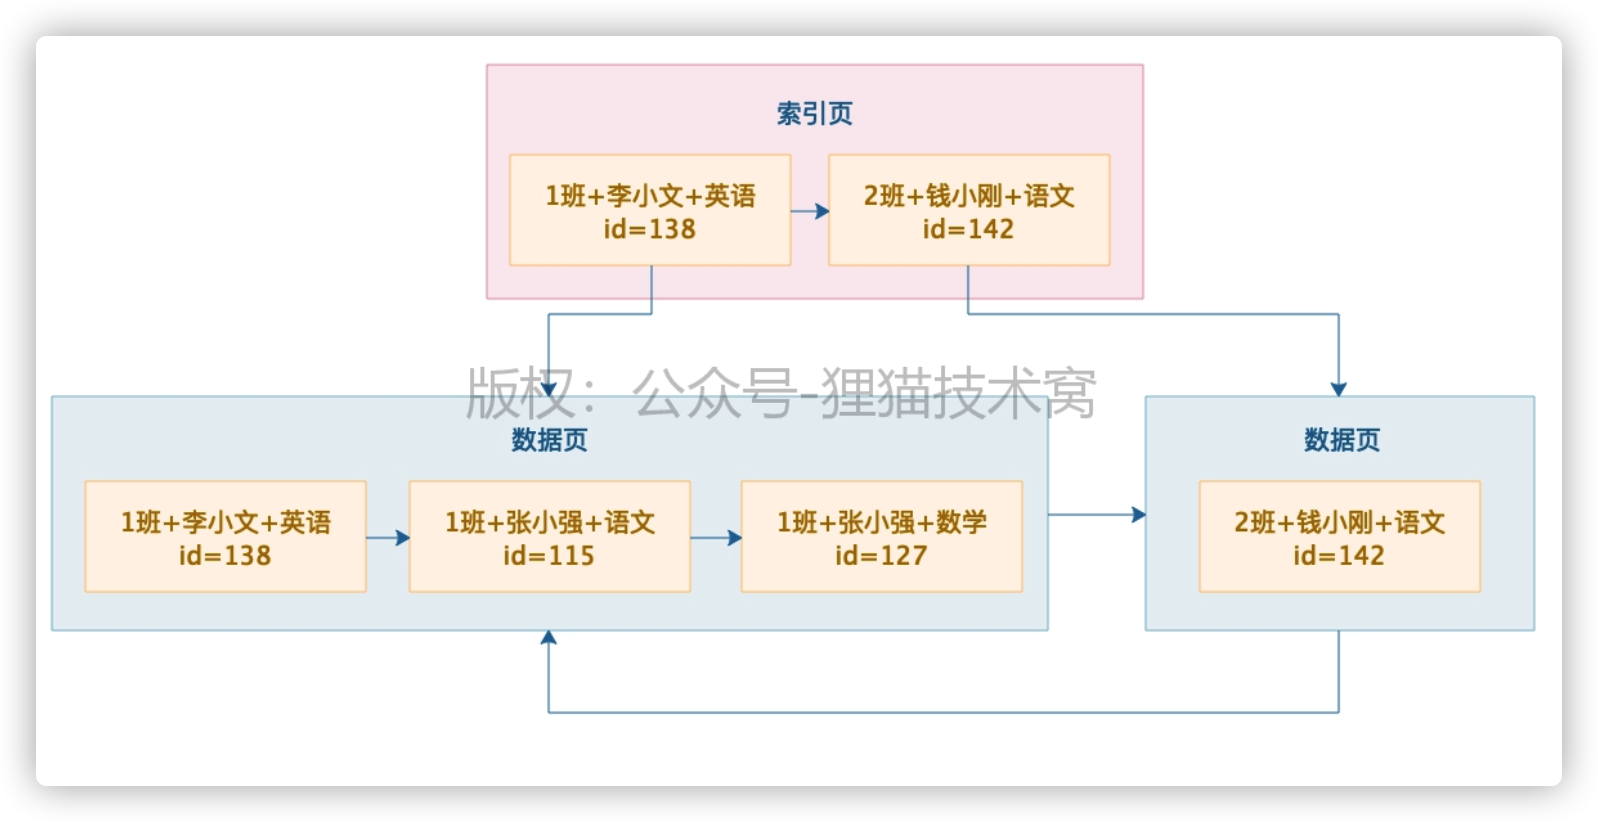 索引页
1班+李小文+英语
id=138
2班+钱小刚+语文
id=142
版权：公众号-狸猫技术窝
数据页
1班+李小文+英语
id=138
1班+张小强+语文
id=115
1班+张小强+数学
id=127
数据页
2班+钱小刚+语文
id=142